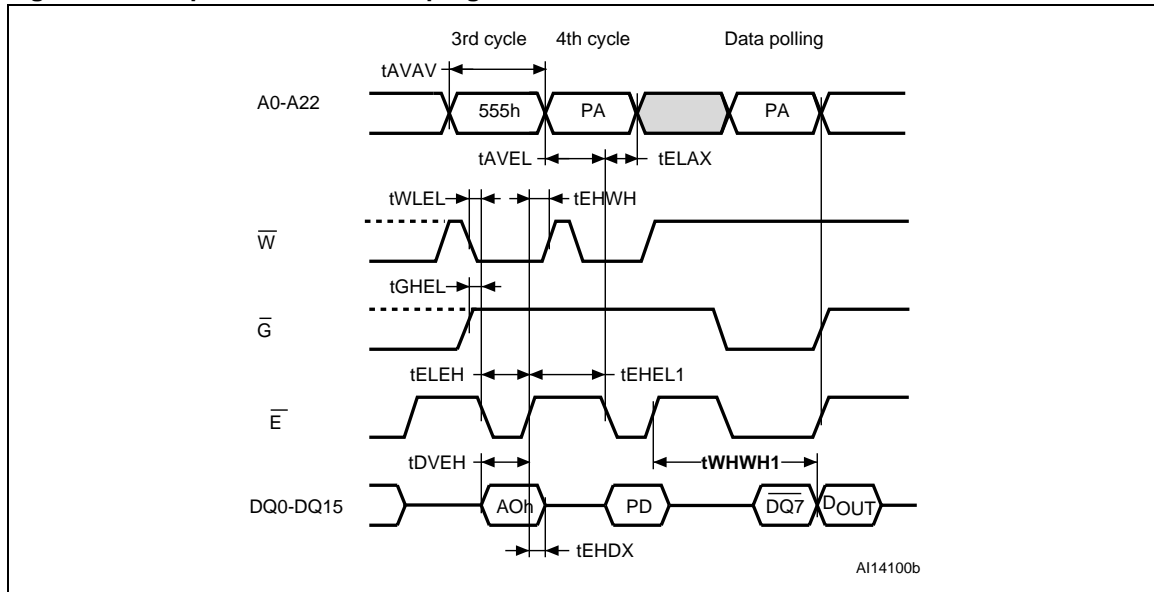 3rd cycle 4th cycle Data polling
tAVAV
A0-A22 555h PA PA
tAVEL tELAX
tWLEL tEHWH
W
tGHEL
G
tELEH tEHEL1
E
tDVEH tWHWH1
DQ0-DQ15 AOh PD DQ7 DOUT
tEHDX
AI14100b